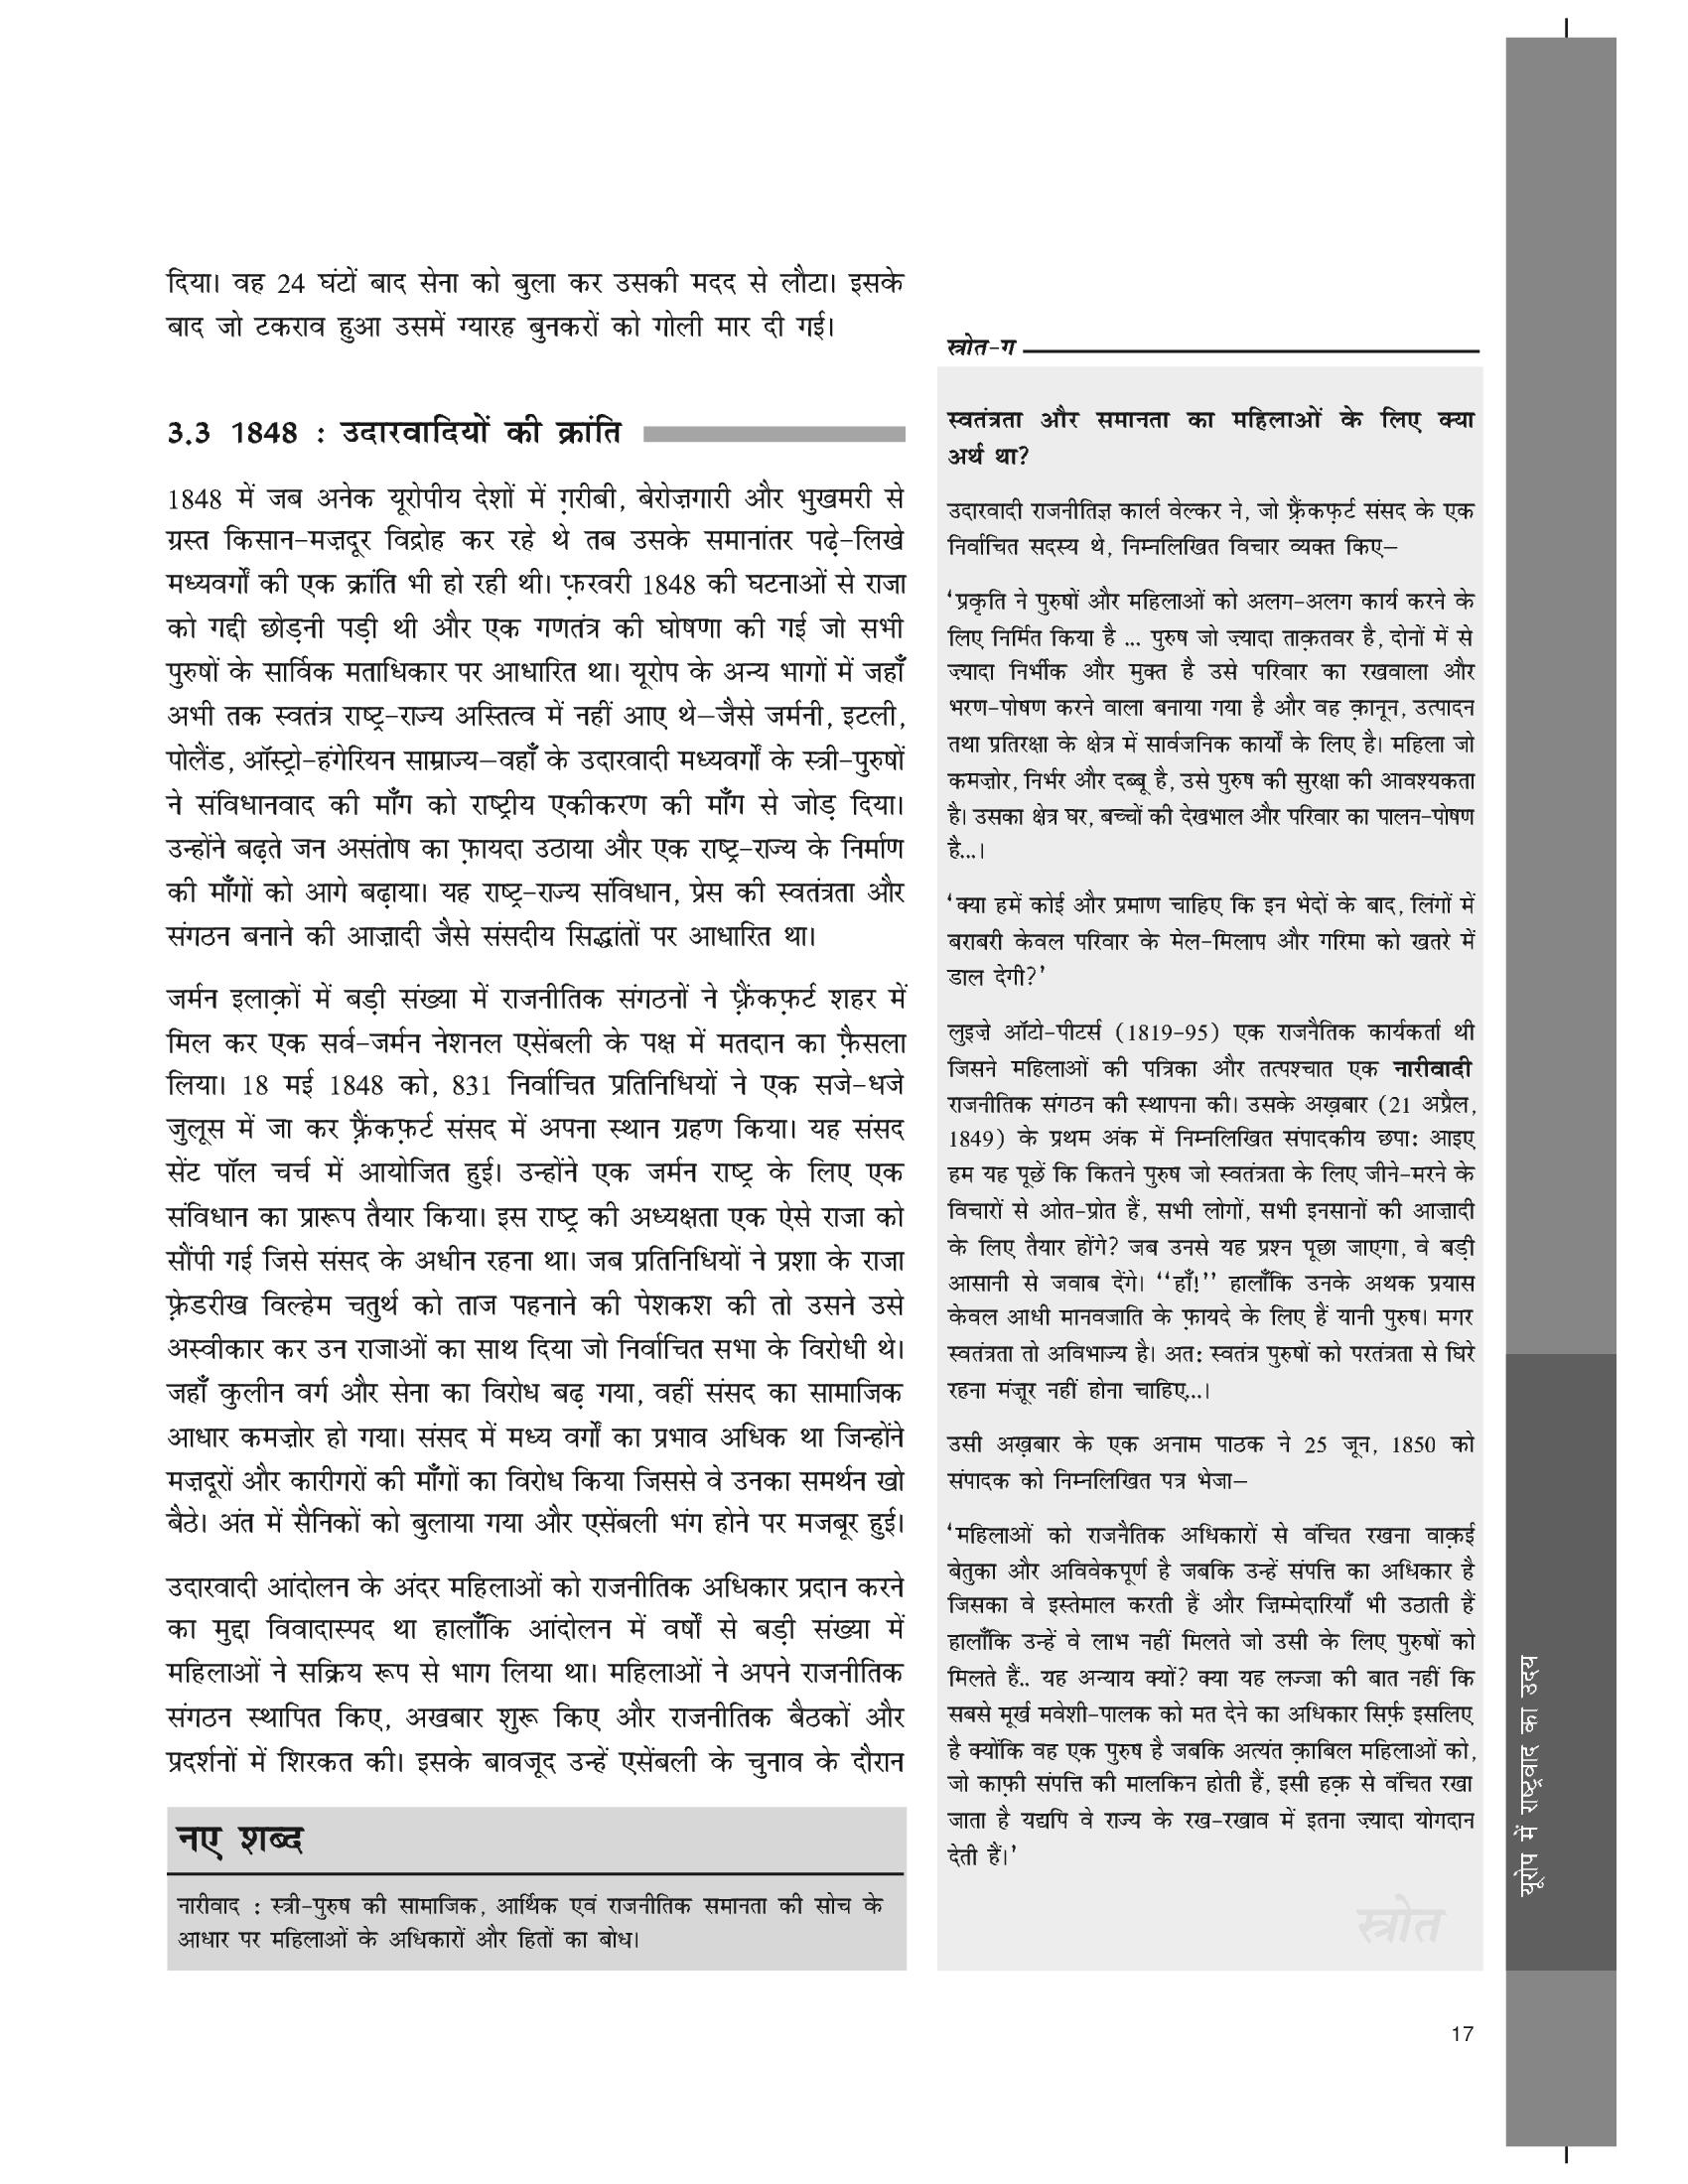 दिया। वह 24 घंटों बाद सेना को बुला कर उसकी मदद से लौटा। इसके
बाद जो टकराव हुआ उसमें ग्यारह बुनकरों को गोली मार दी गई।
3.3 1848 : उदारवादियों की क्रांति
1848 में जब अनेक यूरोपीय देशों में ग़रीबी, बेरोज़गारी और भुखमरी से
ग्रस्त किसान-मज़दूर विद्रोह कर रहे थे तब उसके समानांतर पढ़े-लिखे
मध्यवर्गों की एक क्रांति भी हो रही थी। फ़रवरी 1848 की घटनाओं से राजा
को गद्दी छोड़नी पड़ी थी और एक गणतंत्र की घोषणा की गई जो सभी
पुरुषों के सार्विक मताधिकार पर आधारित था। यूरोप के अन्य भागों में जहाँ
अभी तक स्वतंत्र राष्ट्र-राज्य अस्तित्व में नहीं आए थे—जैसे जर्मनी, इटली,
पोलैंड, ऑस्ट्रो-हंगेरियन साम्राज्य—वहाँ के उदारवादी मध्यवर्गों के स्त्री-पुरुषों
ने संविधानवाद की माँग को राष्ट्रीय एकीकरण की माँग से जोड़ दिया।
उन्होंने बढ़ते जन असंतोष का फ़ायदा उठाया और एक राष्ट्र-राज्य के निर्माण
की माँगों को आगे बढ़ाया। यह राष्ट्र-राज्य संविधान, प्रेस की स्वतंत्रता और
संगठन बनाने की आज़ादी जैसे संसदीय सिद्धांतों पर आधारित था।
जर्मन इलाक़ों में बड़ी संख्या में राजनीतिक संगठनों ने फ़्रैंकफ़र्ट शहर में
मिल कर एक सर्व-जर्मन नेशनल एसेंबली के पक्ष में मतदान का फ़ैसला
लिया। 18 मई 1848 को, 831 निर्वाचित प्रतिनिधियों ने एक सजे-धजे
जुलूस में जा कर फ़्रैंकफ़र्ट संसद में अपना स्थान ग्रहण किया। यह संसद
सेंट पॉल चर्च में आयोजित हुई। उन्होंने एक जर्मन राष्ट्र के लिए एक
संविधान का प्रारूप तैयार किया। इस राष्ट्र की अध्यक्षता एक ऐसे राजा को
सौंपी गई जिसे संसद के अधीन रहना था। जब प्रतिनिधियों ने प्रशा के राजा
फ़्रेडरीख विल्हेम चतुर्थ को ताज पहनाने की पेशकश की तो उसने उसे
अस्वीकार कर उन राजाओं का साथ दिया जो निर्वाचित सभा के विरोधी थे।
जहाँ कुलीन वर्ग और सेना का विरोध बढ़ गया, वहीं संसद का सामाजिक
आधार कमज़ोर हो गया। संसद में मध्य वर्गों का प्रभाव अधिक था जिन्होंने
मज़दूरों और कारीगरों की माँगों का विरोध किया जिससे वे उनका समर्थन खो
बैठे। अंत में सैनिकों को बुलाया गया और एसेंबली भंग होने पर मजबूर हुई।
उदारवादी आंदोलन के अंदर महिलाओं को राजनीतिक अधिकार प्रदान करने
का मुद्दा विवादास्पद था हालाँकि आंदोलन में वर्षों से बड़ी संख्या में
महिलाओं ने सक्रिय रूप से भाग लिया था। महिलाओं ने अपने राजनीतिक
संगठन स्थापित किए, अखबार शुरू किए और राजनीतिक बैठकों और
प्रदर्शनों में शिरकत की। इसके बावजूद उन्हें एसेंबली के चुनाव के दौरान
नए शब्द
नारीवाद : स्त्री-पुरुष की सामाजिक, आर्थिक एवं राजनीतिक समानता की सोच के
आधार पर महिलाओं के अधिकारों और हितों का बोध।
स्त्रोत-ग
स्वतंत्रता और समानता का महिलाओं के लिए क्या
अर्थ था?
उदारवादी राजनीतिज्ञ कार्ल वेल्कर ने, जो फ़्रैंकफ़र्ट संसद के एक
निर्वाचित सदस्य थे, निम्नलिखित विचार व्यक्त किए—
‘प्रकृति ने पुरुषों और महिलाओं को अलग-अलग कार्य करने के
लिए निर्मित किया है ... पुरुष जो ज़्यादा ताक़तवर है, दोनों में से
ज़्यादा निर्भीक और मुक्त है उसे परिवार का रखवाला और
भरण-पोषण करने वाला बनाया गया है और वह क़ानून, उत्पादन
तथा प्रतिरक्षा के क्षेत्र में सार्वजनिक कार्यों के लिए है। महिला जो
कमज़ोर, निर्भर और दब्बू है, उसे पुरुष की सुरक्षा की आवश्यकता
है। उसका क्षेत्र घर, बच्चों की देखभाल और परिवार का पालन-पोषण
है...।
‘क्या हमें कोई और प्रमाण चाहिए कि इन भेदों के बाद, लिंगों में
बराबरी केवल परिवार के मेल-मिलाप और गरिमा को खतरे में
डाल देगी?’
लुइज़े ऑटो-पीटर्स (1819-95) एक राजनैतिक कार्यकर्ता थी
जिसने महिलाओं की पत्रिका और तत्पश्चात एक नारीवादी
राजनीतिक संगठन की स्थापना की। उसके अख़बार (21 अप्रैल,
1849) के प्रथम अंक में निम्नलिखित संपादकीय छपा: आइए
हम यह पूछें कि कितने पुरुष जो स्वतंत्रता के लिए जीने-मरने के
विचारों से ओत-प्रोत हैं, सभी लोगों, सभी इनसानों की आज़ादी
के लिए तैयार होंगे? जब उनसे यह प्रश्न पूछा जाएगा, वे बड़ी
आसानी से जवाब देंगे। “हाँ!” हालाँकि उनके अथक प्रयास
केवल आधी मानवजाति के फ़ायदे के लिए हैं यानी पुरुष। मगर
स्वतंत्रता तो अविभाज्य है। अत: स्वतंत्र पुरुषों को परतंत्रता से घिरे
रहना मंज़ूर नहीं होना चाहिए...।
उसी अख़बार के एक अनाम पाठक ने 25 जून, 1850 को
संपादक को निम्नलिखित पत्र भेजा—
‘महिलाओं को राजनैतिक अधिकारों से वंचित रखना वाक़ई
बेतुका और अविवेकपूर्ण है जबकि उन्हें संपत्ति का अधिकार है
जिसका वे इस्तेमाल करती हैं और ज़िम्मेदारियाँ भी उठाती हैं
हालाँकि उन्हें वे लाभ नहीं मिलते जो उसी के लिए पुरुषों को
मिलते हैं.. यह अन्याय क्यों? क्या यह लज्जा की बात नहीं कि
सबसे मूर्ख मवेशी-पालक को मत देने का अधिकार सिर्फ़ इसलिए
है क्योंकि वह एक पुरुष है जबकि अत्यंत क़ाबिल महिलाओं को,
जो काफ़ी संपत्ति की मालकिन होती हैं, इसी हक़ से वंचित रखा
जाता है यद्यपि वे राज्य के रख-रखाव में इतना ज़्यादा योगदान
देती हैं।’
स्त्रोत
यूरोप में राष्ट्रवाद का उदय
17